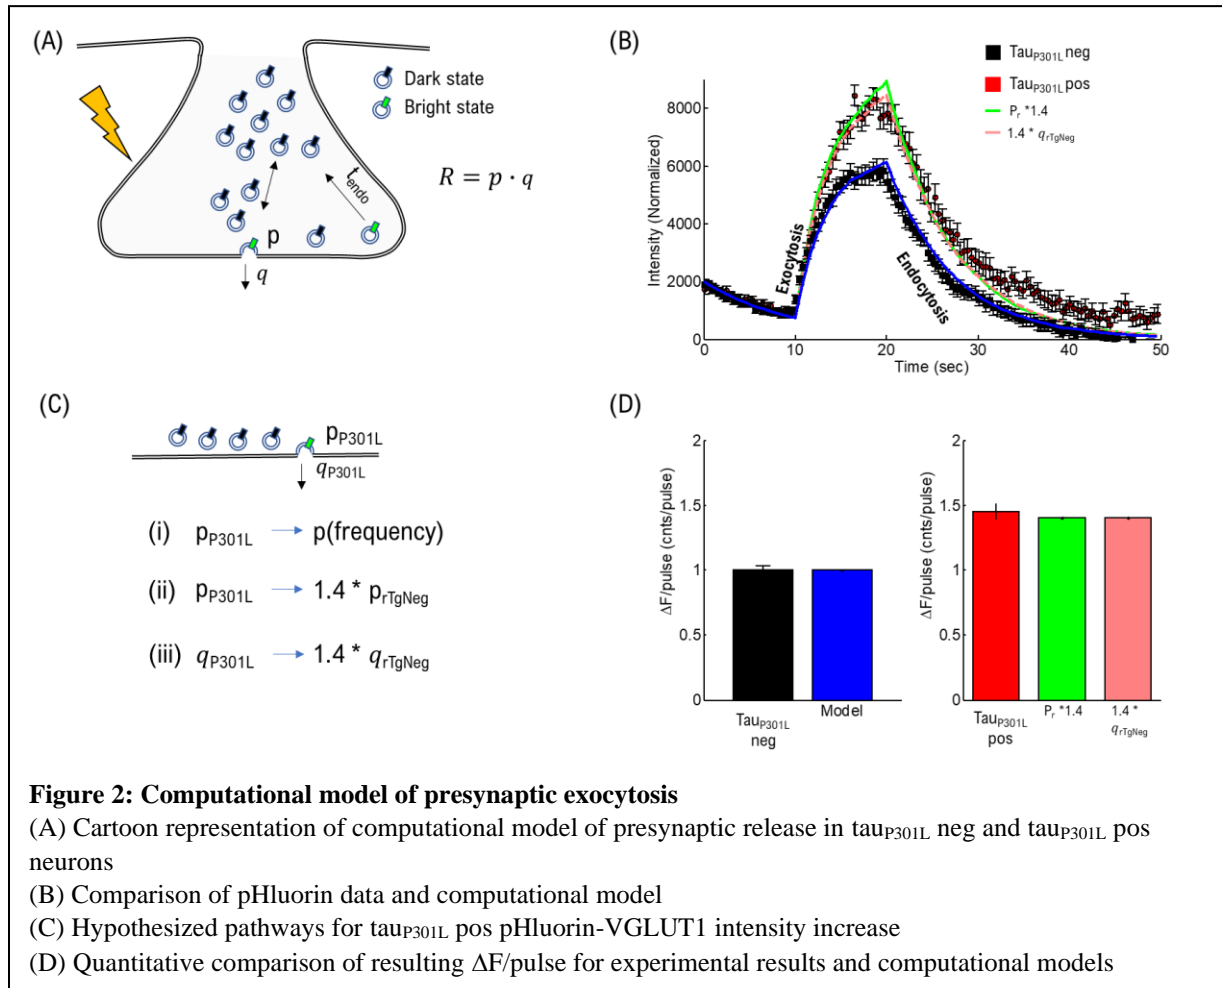 (A)
Dark state
Bright state
t_endo
R = p · q
p
q
(B)
Tau_P301L neg
Tau_P301L pos
P_r *1.4
1.4 * q_rTgNeg
Intensity (Normalized)
8000
6000
4000
2000
0
Exocytosis
Endocytosis
0 10 20 30 40 50
Time (sec)
(C)
p_P301L
q_P301L
(i) p_P301L → p(frequency)
(ii) p_P301L → 1.4 * p_rTgNeg
(iii) q_P301L → 1.4 * q_rTgNeg
(D)
ΔF/pulse (cnts/pulse)
2
1.5
1
0.5
0
Tau_P301L
neg
Model
ΔF/pulse (cnts/pulse)
2
1.5
1
0.5
0
Tau_P301L
pos
P_r *1.4
1.4 *
q_rTgNeg
Figure 2: Computational model of presynaptic exocytosis
(A) Cartoon representation of computational model of presynaptic release in tau_P301L neg and tau_P301L pos
neurons
(B) Comparison of pHluorin data and computational model
(C) Hypothesized pathways for tau_P301L pos pHluorin-VGLUT1 intensity increase
(D) Quantitative comparison of resulting ΔF/pulse for experimental results and computational models